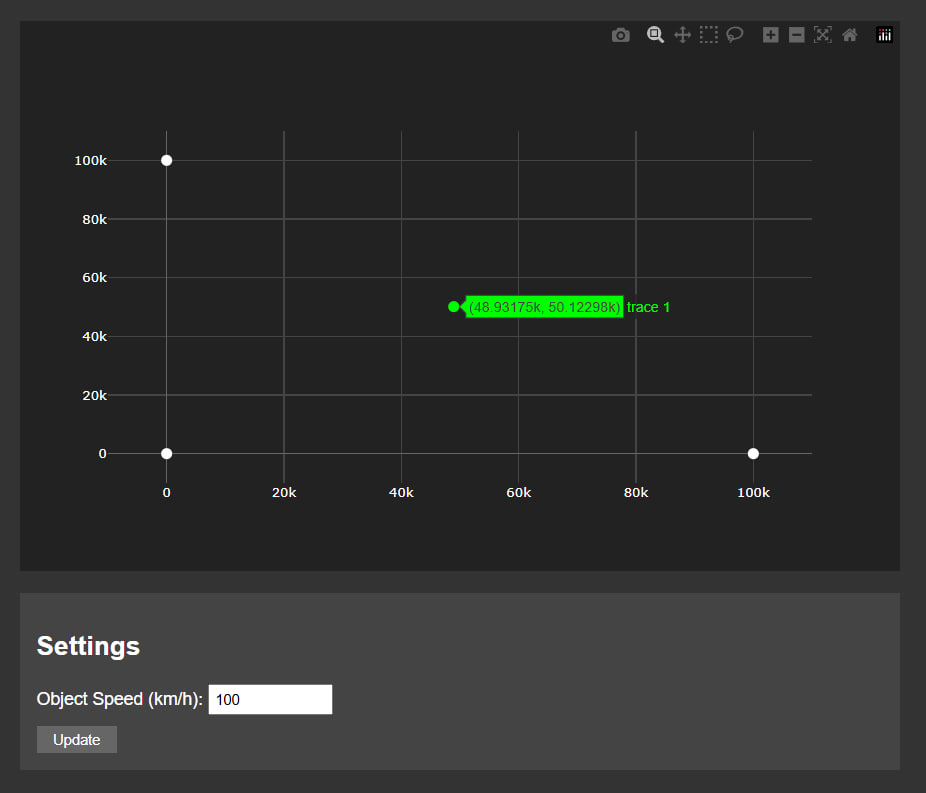 100k
80k
60k
(48.93175k, 50.12298k) trace 1
40k
20k
0
0 20k 40k 60k 80k 100k
Settings
Object Speed (km/h): 100
Update